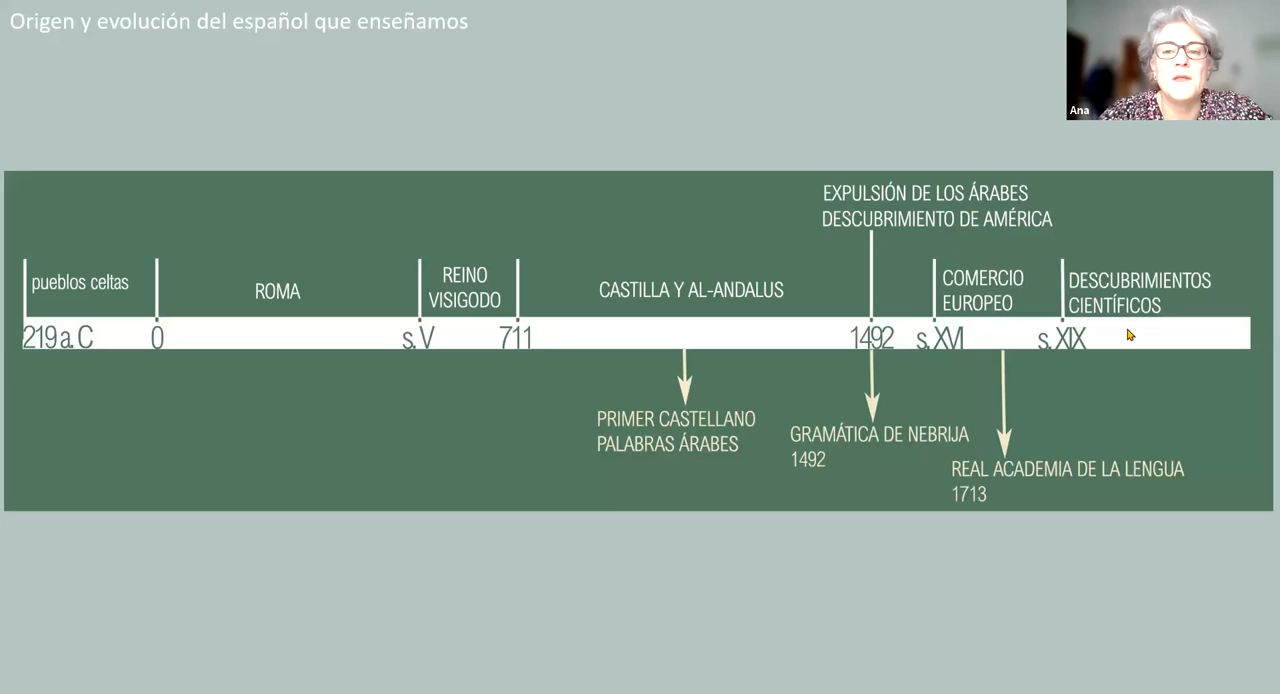 Origen y evolución del español que enseñamos
Ana
EXPULSIÓN DE LOS ÁRABES
DESCUBRIMIENTO DE AMÉRICA
pueblos celtas
ROMA
REINO
VISIGODO
CASTILLA Y AL-ANDALUS
COMERCIO
EUROPEO
DESCUBRIMIENTOS
CIENTÍFICOS
219 a. C
0
s. V
711
1492
s. XVI
s. XIX
PRIMER CASTELLANO
PALABRAS ÁRABES
GRAMÁTICA DE NEBRIJA
1492
REAL ACADEMIA DE LA LENGUA
1713